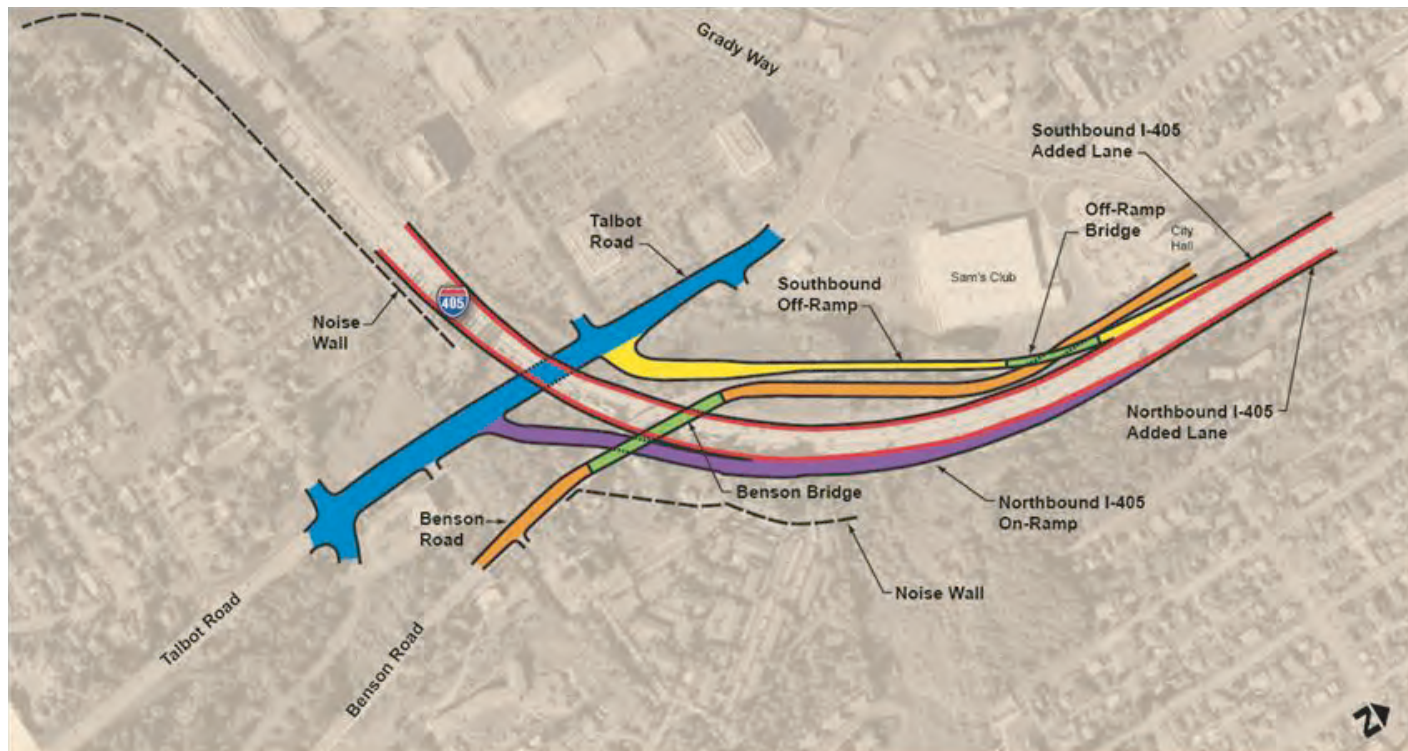 Grady Way
Southbound I-405
Added Lane
Off-Ramp
Bridge
City
Hall
Talbot
Road
Sam's Club
Southbound
Off-Ramp
405
Noise
Wall
Northbound I-405
Added Lane
Benson Bridge
Northbound I-405
On-Ramp
Benson
Road
Noise Wall
Talbot Road
Benson Road
N